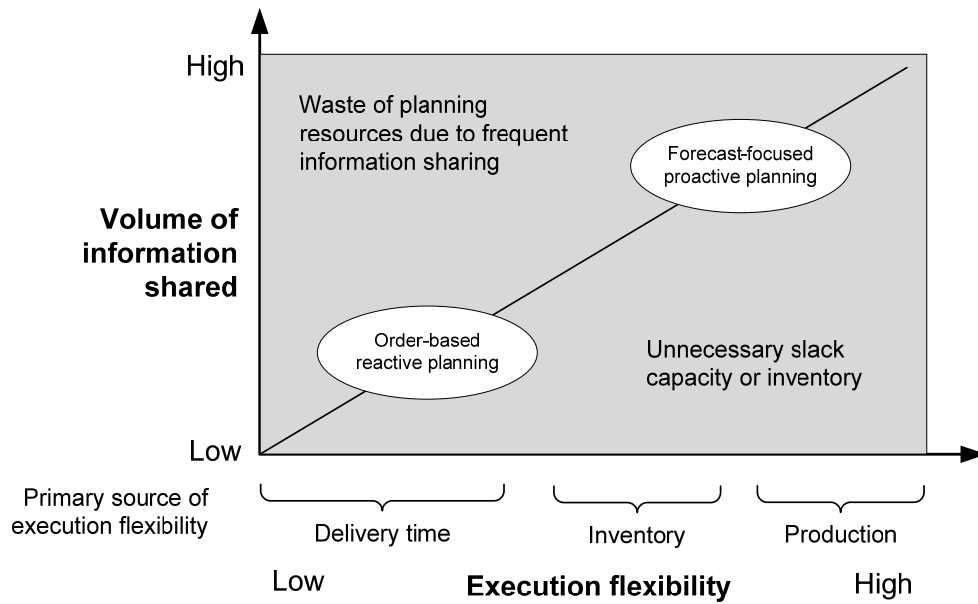 High
Waste of planning
resources due to frequent
information sharing
Forecast-focused
proactive planning
Volume of
information
shared
Order-based
reactive planning
Unnecessary slack
capacity or inventory
Low
Primary source of
execution flexibility
Delivery time
Inventory
Production
Low
Execution flexibility
High